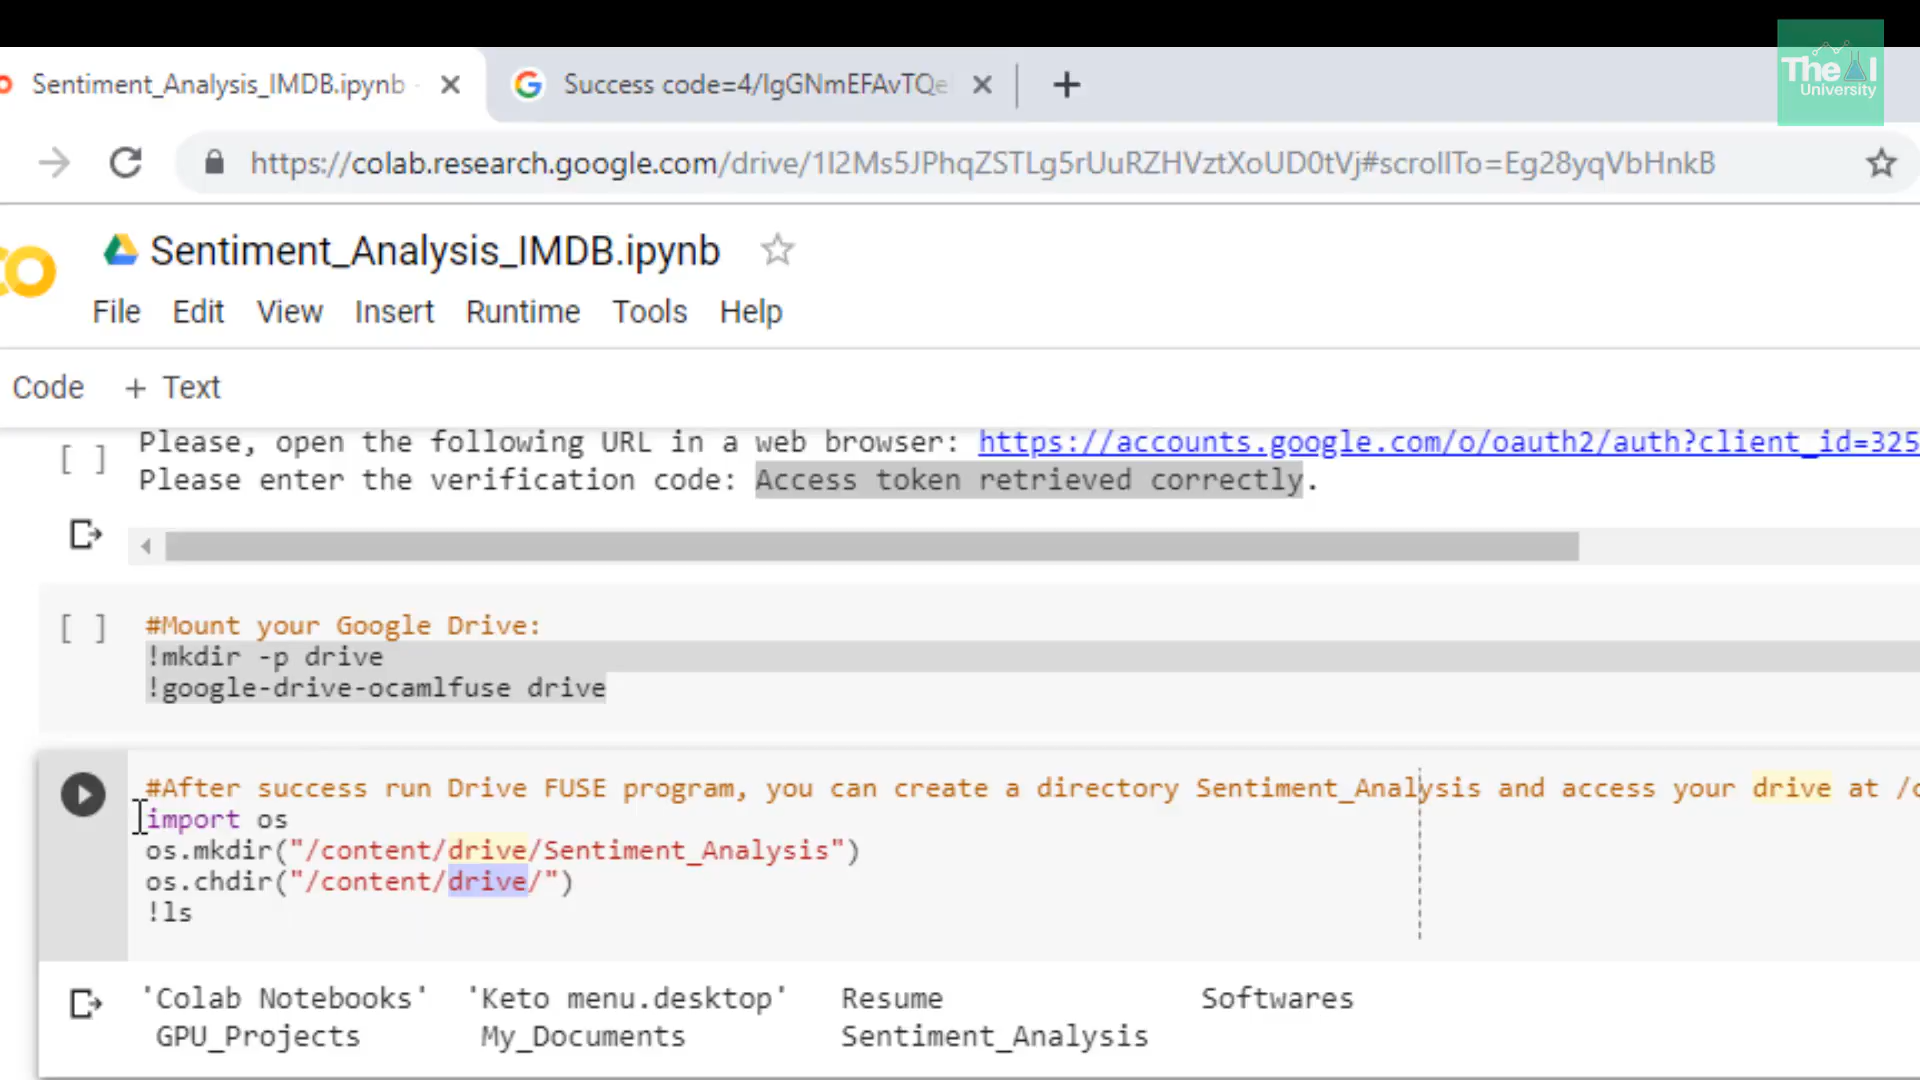 The AI
University
Sentiment_Analysis_IMDB.ipynb -
Success code=4/lgGNmEFAvTQe
https://colab.research.google.com/drive/1I2Ms5JPhqZSTLg5rUuRZHVztXoUD0tVj#scrollTo=Eg28yqVbHnkB
Sentiment_Analysis_IMDB.ipynb
File Edit View Insert Runtime Tools Help
Code + Text
[ ] Please, open the following URL in a web browser: https://accounts.google.com/o/oauth2/auth?client_id=325
Please enter the verification code: Access token retrieved correctly.
[ ] #Mount your Google Drive:
!mkdir -p drive
!google-drive-ocamlfuse drive
#After success run Drive FUSE program, you can create a directory Sentiment_Analysis and access your drive at /c
import os
os.mkdir("/content/drive/Sentiment_Analysis")
os.chdir("/content/drive/")
!ls
'Colab Notebooks' 'Keto menu.desktop' Resume Softwares
GPU_Projects My_Documents Sentiment_Analysis